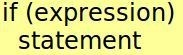 if (expression)
  statement